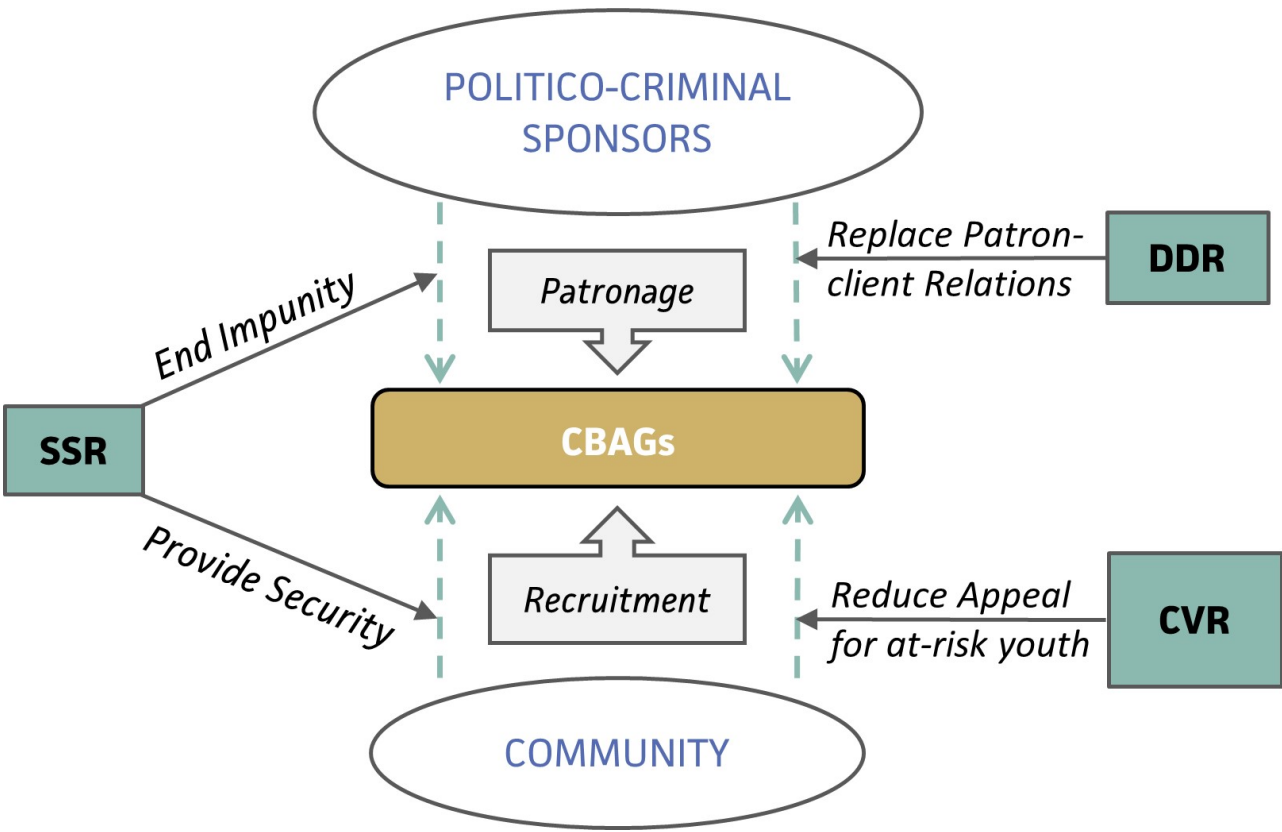 POLITICO-CRIMINAL
SPONSORS
Replace Patron-
client Relations
DDR
Patronage
End Impunity
SSR
CBAGs
Provide Security
Recruitment
Reduce Appeal
for at-risk youth
CVR
COMMUNITY